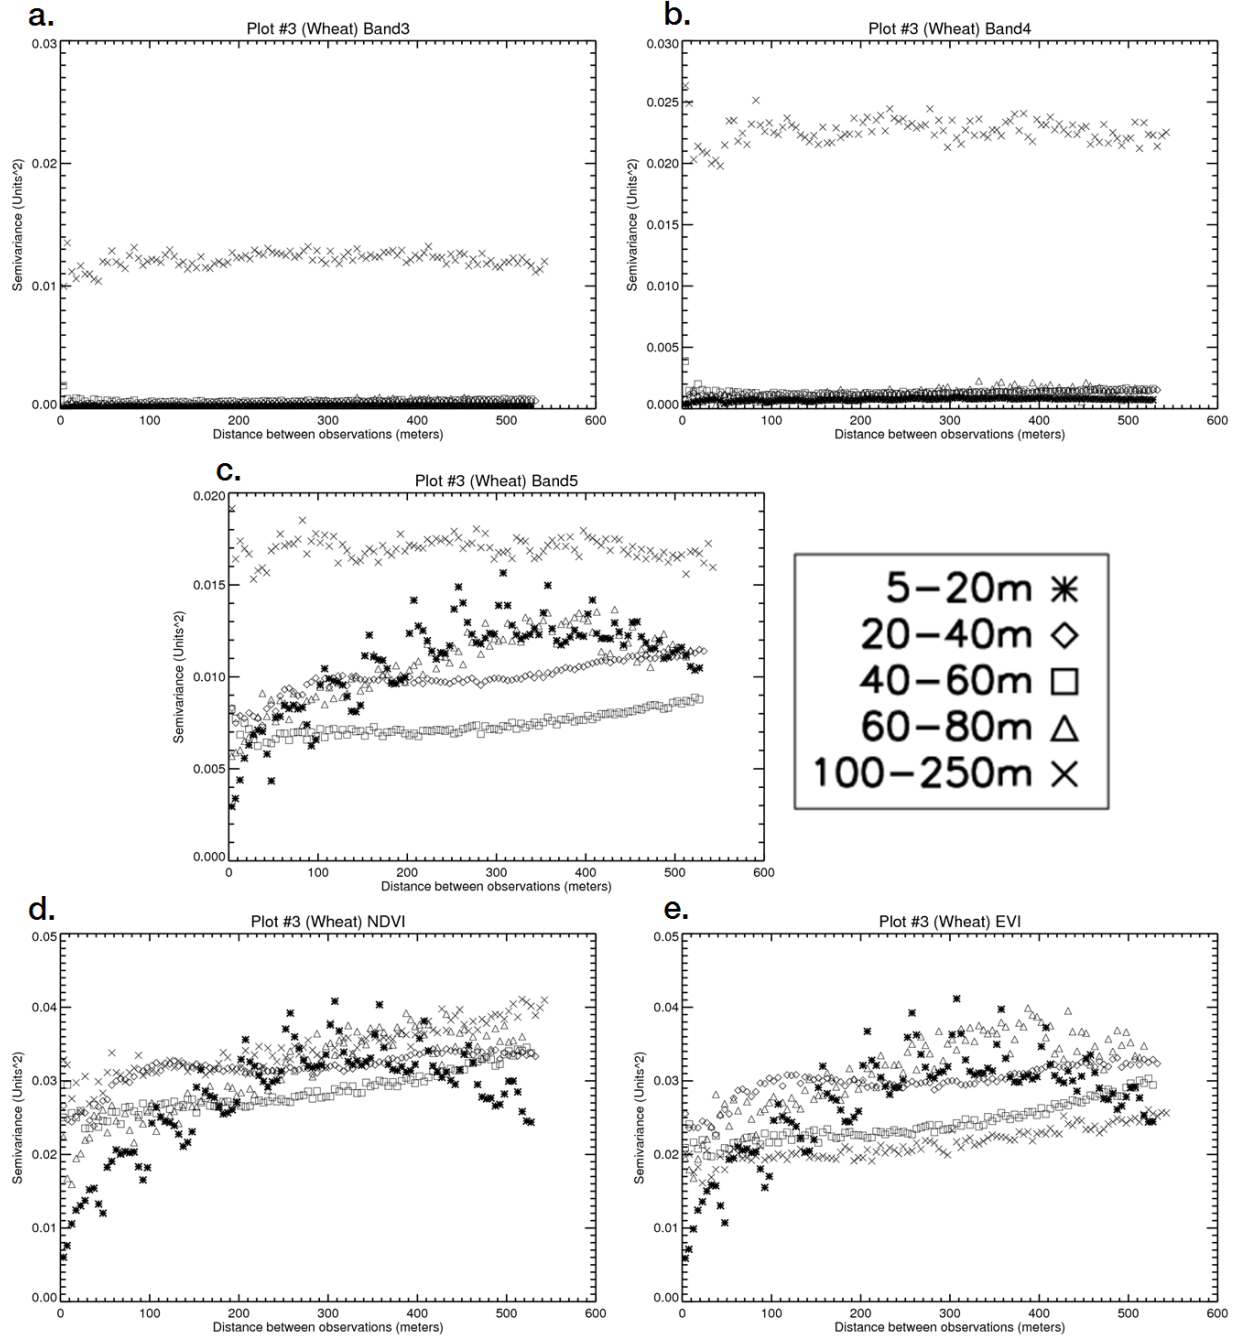 a.
Plot #3 (Wheat) Band3
0.03
0.02
0.01
0.00
Semivariance (Units^2)
0 100 200 300 400 500 600
Distance between observations (meters)
b.
Plot #3 (Wheat) Band4
0.030
0.025
0.020
0.015
0.010
0.005
0.000
Semivariance (Units^2)
0 100 200 300 400 500 600
Distance between observations (meters)
c.
Plot #3 (Wheat) Band5
0.020
0.015
0.010
0.005
0.000
Semivariance (Units^2)
0 100 200 300 400 500 600
Distance between observations (meters)
5-20m
20-40m
40-60m
60-80m
100-250m
d.
Plot #3 (Wheat) NDVI
0.05
0.04
0.03
0.02
0.01
0.00
Semivariance (Units^2)
0 100 200 300 400 500 600
Distance between observations (meters)
e.
Plot #3 (Wheat) EVI
0.05
0.04
0.03
0.02
0.01
0.00
Semivariance (Units^2)
0 100 200 300 400 500 600
Distance between observations (meters)